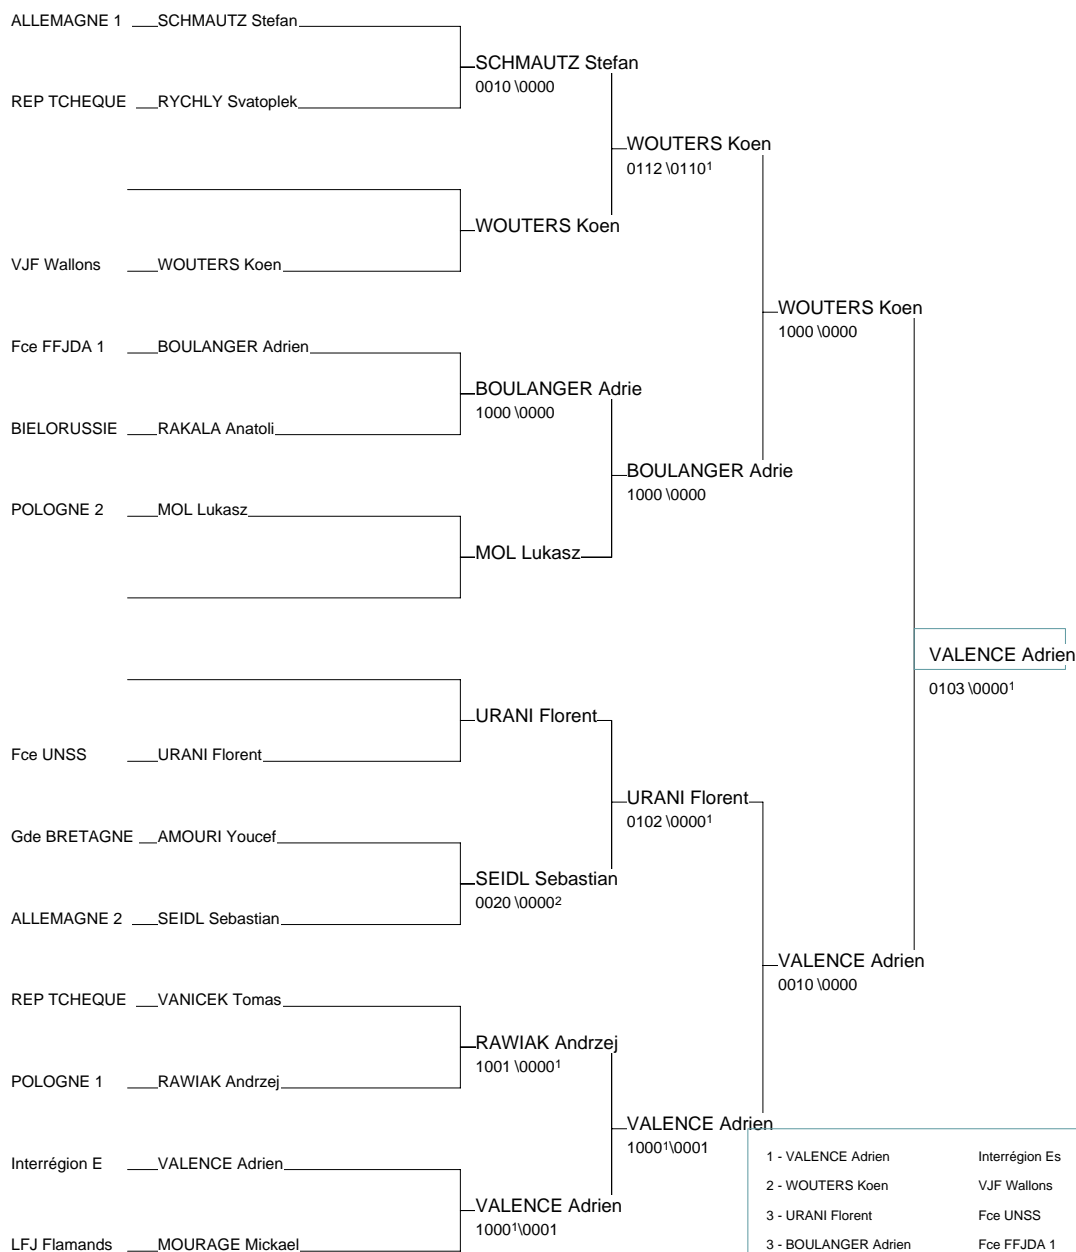 ALLEMAGNE 1 SCHMAUTZ Stefan
SCHMAUTZ Stefan
0010 \0000
REP TCHEQUE RYCHLY Svatoplek
WOUTERS Koen
0112 \0110¹
WOUTERS Koen
VJF Wallons WOUTERS Koen
WOUTERS Koen
1000 \0000
Fce FFJDA 1 BOULANGER Adrien
BOULANGER Adrie
1000 \0000
BIELORUSSIE RAKALA Anatoli
BOULANGER Adrie
1000 \0000
POLOGNE 2 MOL Lukasz
MOL Lukasz
VALENCE Adrien
0103 \0000¹
URANI Florent
Fce UNSS URANI Florent
URANI Florent
0102 \0000¹
Gde BRETAGNE AMOURI Youcef
SEIDL Sebastian
0020 \0000²
ALLEMAGNE 2 SEIDL Sebastian
VALENCE Adrien
0010 \0000
REP TCHEQUE VANICEK Tomas
RAWIAK Andrzej
1001 \0000¹
POLOGNE 1 RAWIAK Andrzej
VALENCE Adrien
1000¹\0001
Interrégion E VALENCE Adrien
VALENCE Adrien
1000¹\0001
LFJ Flamands MOURAGE Mickael
1 - VALENCE Adrien Interrégion Es
2 - WOUTERS Koen VJF Wallons
3 - URANI Florent Fce UNSS
3 - BOULANGER Adrien Fce FFJDA 1